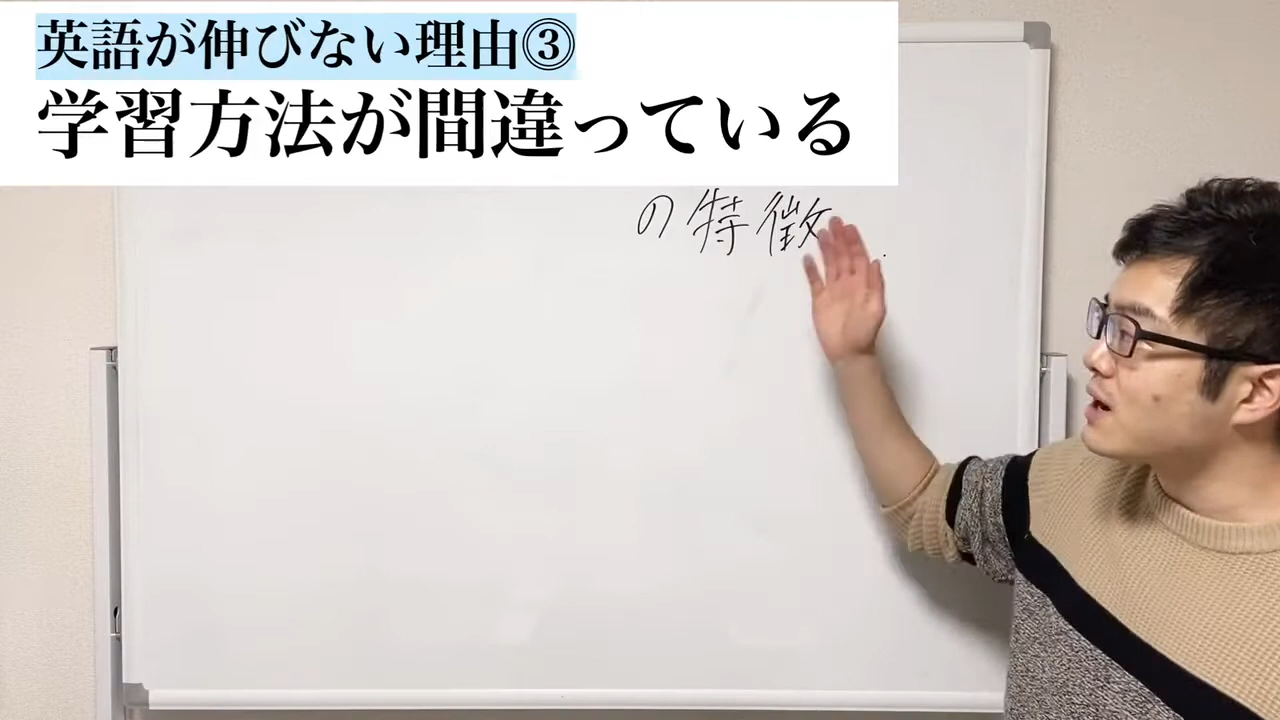 英語が伸びない理由③
学習方法が間違っている
の特徴